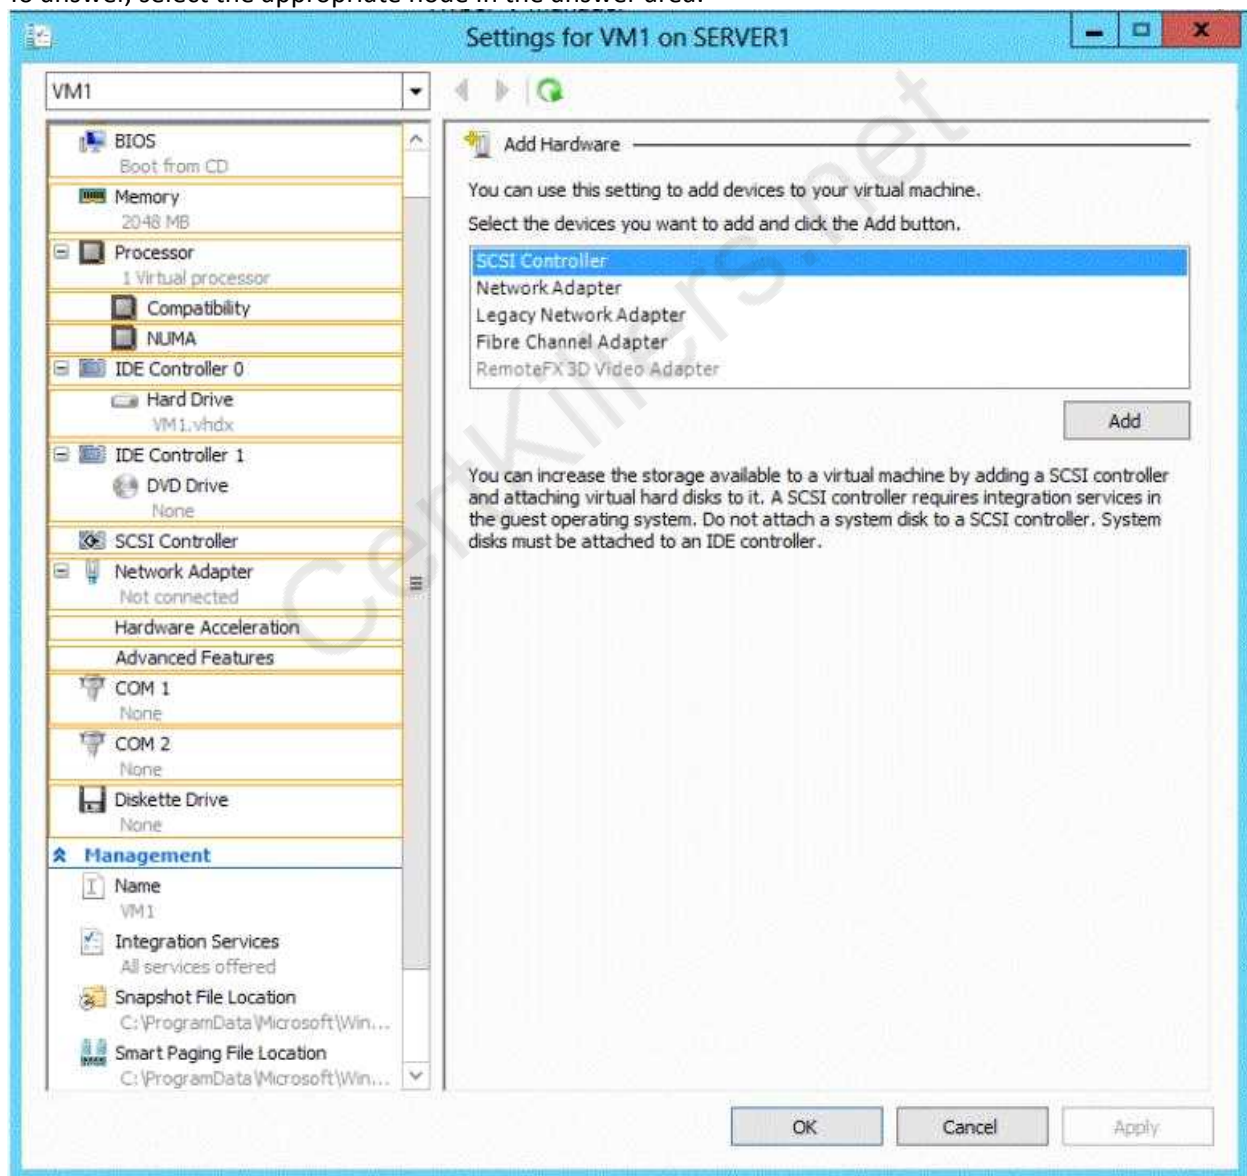 To answer, select the appropriate node in the answer area.
Settings for VM1 on SERVER1
VM1
BIOS
Boot from CD
Memory
2048 MB
Processor
1 Virtual processor
Compatibility
NUMA
IDE Controller 0
Hard Drive
VM1.vhdx
IDE Controller 1
DVD Drive
None
SCSI Controller
Network Adapter
Not connected
Hardware Acceleration
Advanced Features
COM 1
None
COM 2
None
Diskette Drive
None
Management
Name
VM1
Integration Services
All services offered
Snapshot File Location
C:\ProgramData\Microsoft\Win...
Smart Paging File Location
C:\ProgramData\Microsoft\Win...
Add Hardware
You can use this setting to add devices to your virtual machine.
Select the devices you want to add and click the Add button.
SCSI Controller
Network Adapter
Legacy Network Adapter
Fibre Channel Adapter
RemoteFX 3D Video Adapter
Add
You can increase the storage available to a virtual machine by adding a SCSI controller
and attaching virtual hard disks to it. A SCSI controller requires integration services in
the guest operating system. Do not attach a system disk to a SCSI controller. System
disks must be attached to an IDE controller.
OK
Cancel
Apply
CertKillers.net